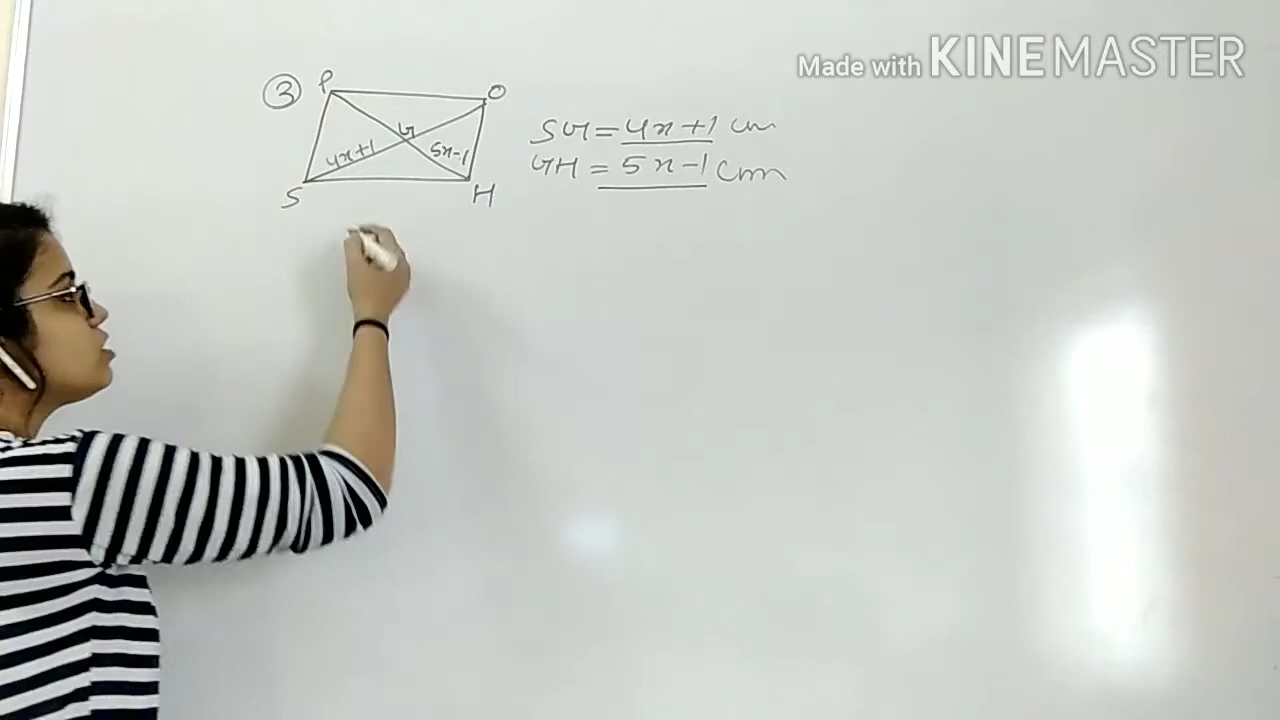 Made with KINEMASTER
③ P O
SG = 4x+1 cm
G
4x+1 5x-1
GH = 5x-1 cm
S H